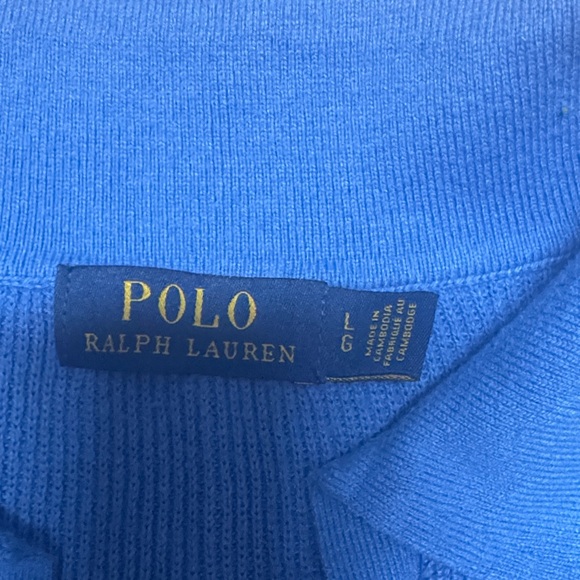 POLO
RALPH LAUREN
L
G
MADE IN
CAMBODIA
FABRIQUÉ AU
CAMBODGE